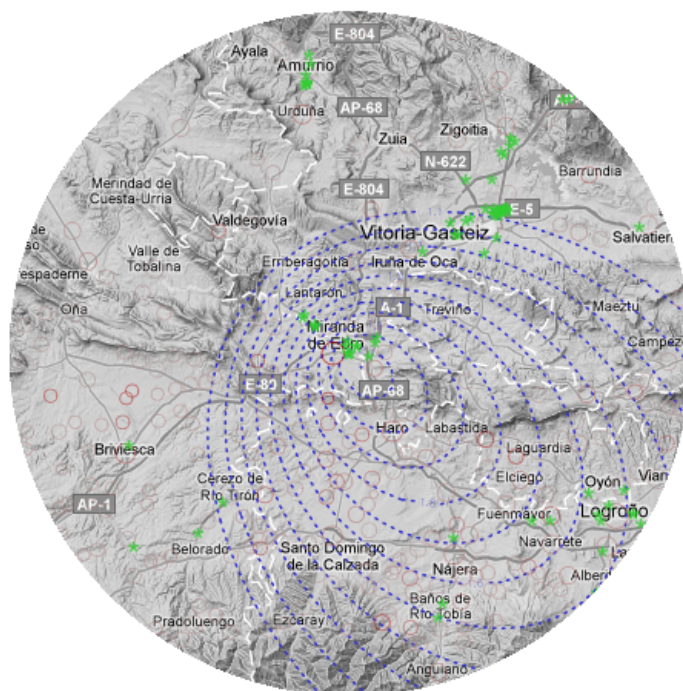 E-804
Ayala
Amurrio
AP-68
Urduña
Zuia
Zigoitia
N-622
Barrundia
Merindad de
Cuesta-Urria
E-804
Valdegovía
E-5
Vitoria-Gasteiz
Salvatier
Valle de
Tobalina
Erriberagoitia
Iruña de Oca
espaderne
Lantarón
A-1
Treviño
Maeztu
Oña
Miranda
de Ebro
Campez
E-80
AP-68
Haro
Labastida
Briviesca
Laguardia
Elciego
Cerezo de
Río Tirón
Oyón
Vian
AP-1
Fuenmayor
Logroño
Belorado
Santo Domingo
de la Calzada
Navarrete
La
Nájera
Alberd
Baños de
Río Tobía
Pradoluengo
Ezcaray
Anguiano